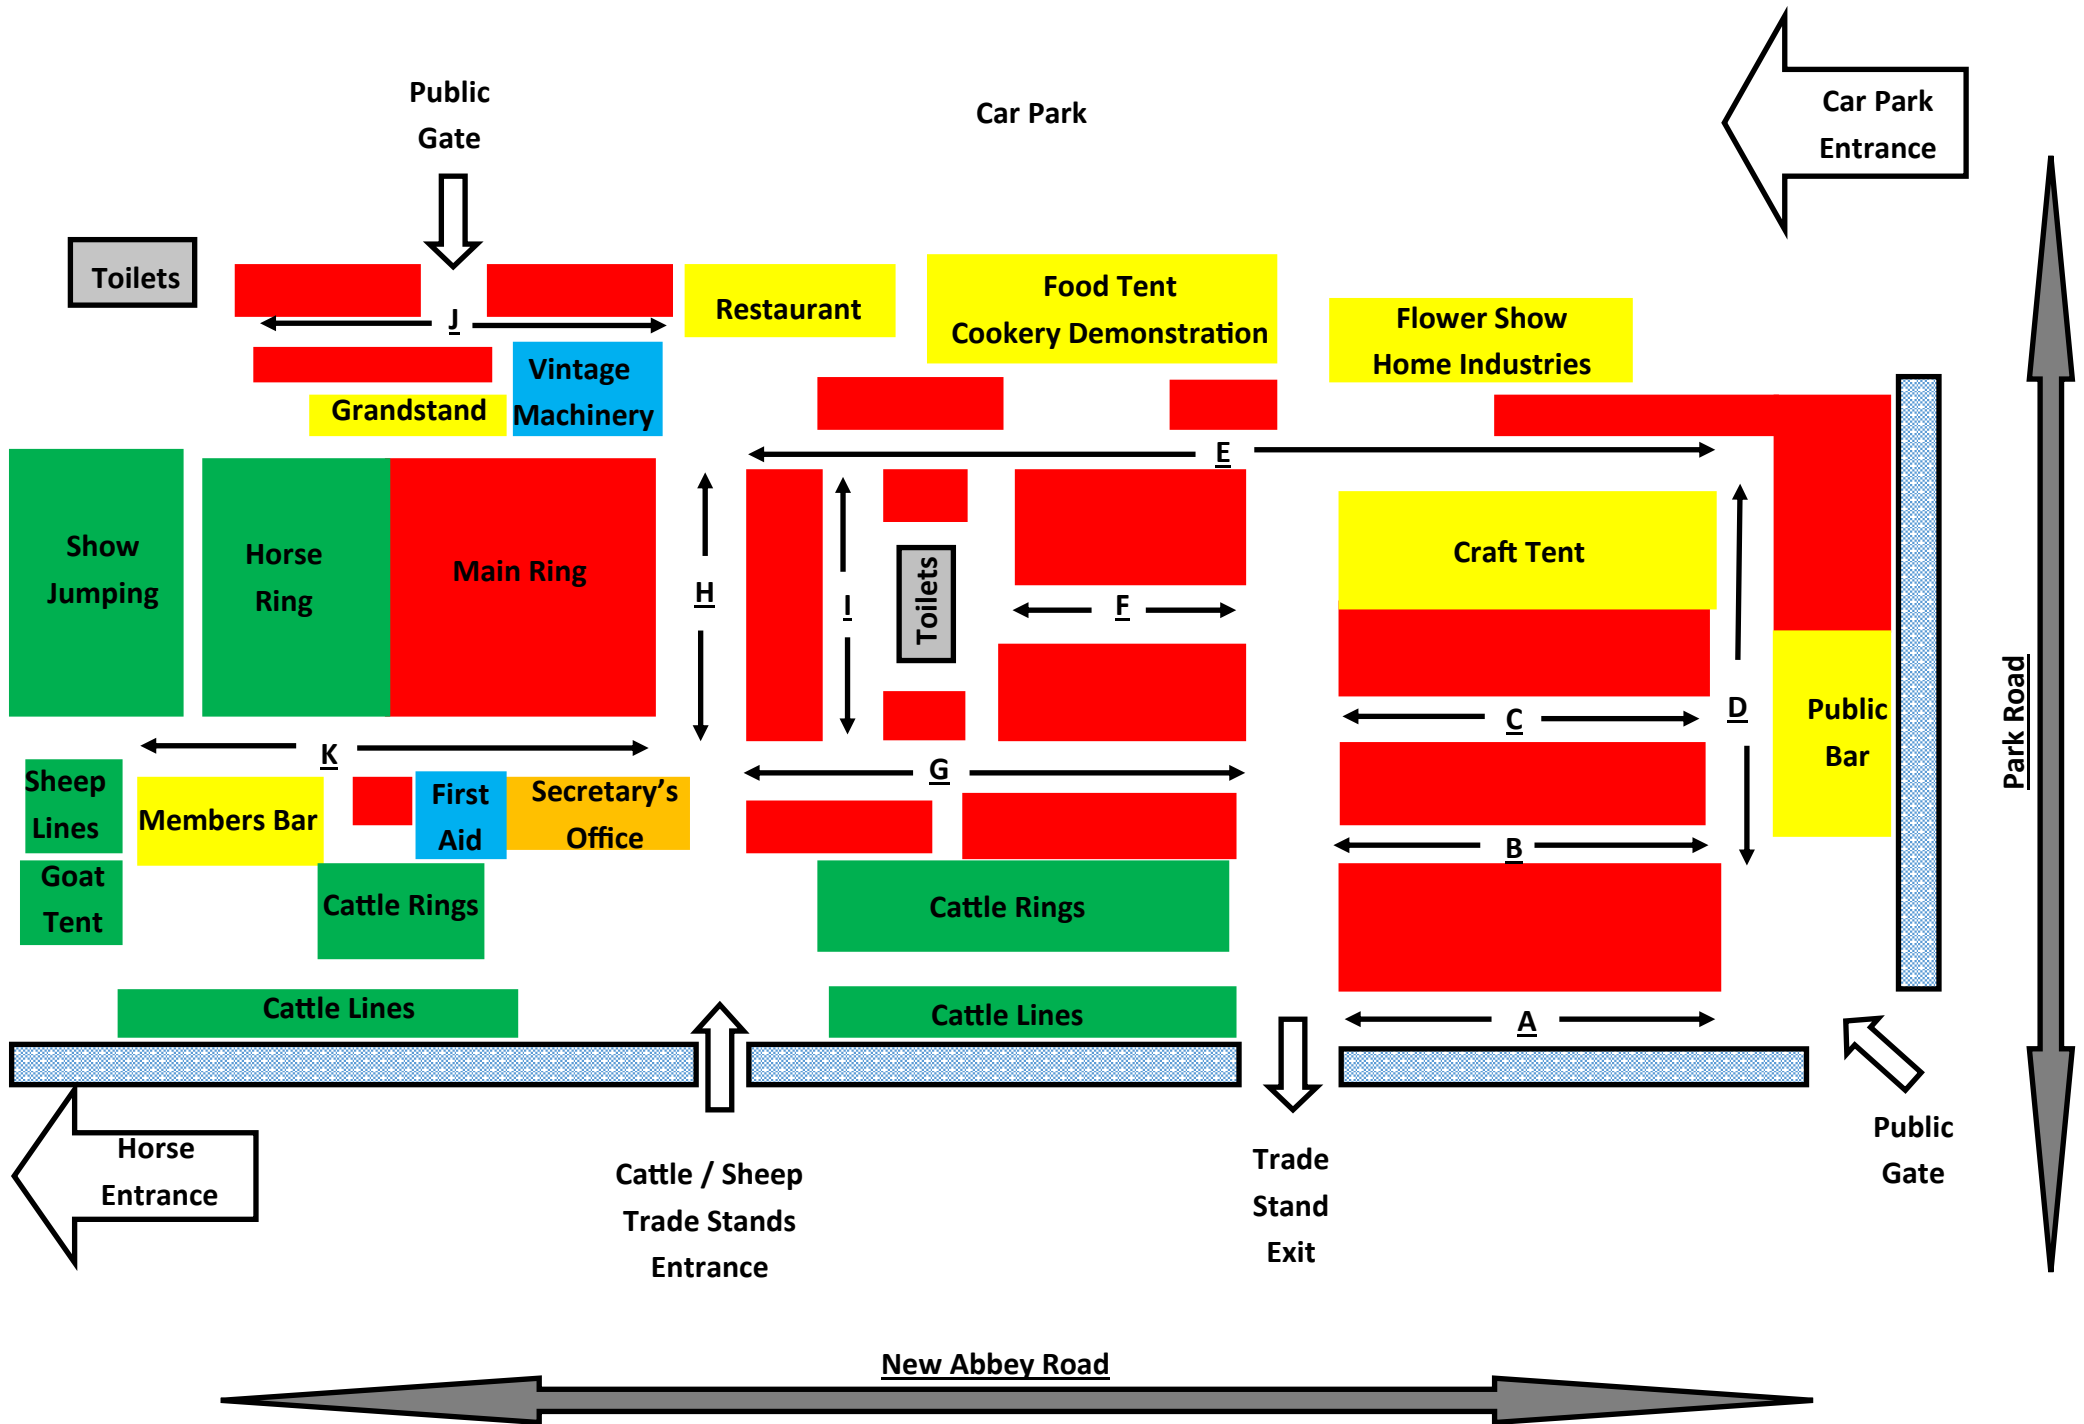 Public
Gate
Car Park
Car Park
Entrance
Toilets
J
Restaurant
Food Tent
Cookery Demonstration
Flower Show
Home Industries
Vintage
Machinery
Grandstand
E
Show
Jumping
Horse
Ring
Main Ring
H
I
Toilets
F
Craft Tent
C
D
Public
Bar
Park Road
K
G
Sheep
Lines
Members Bar
First
Aid
Secretary’s
Office
B
Goat
Tent
Cattle Rings
Cattle Rings
Cattle Lines
Cattle Lines
A
Horse
Entrance
Cattle / Sheep
Trade Stands
Entrance
Trade
Stand
Exit
Public
Gate
New Abbey Road